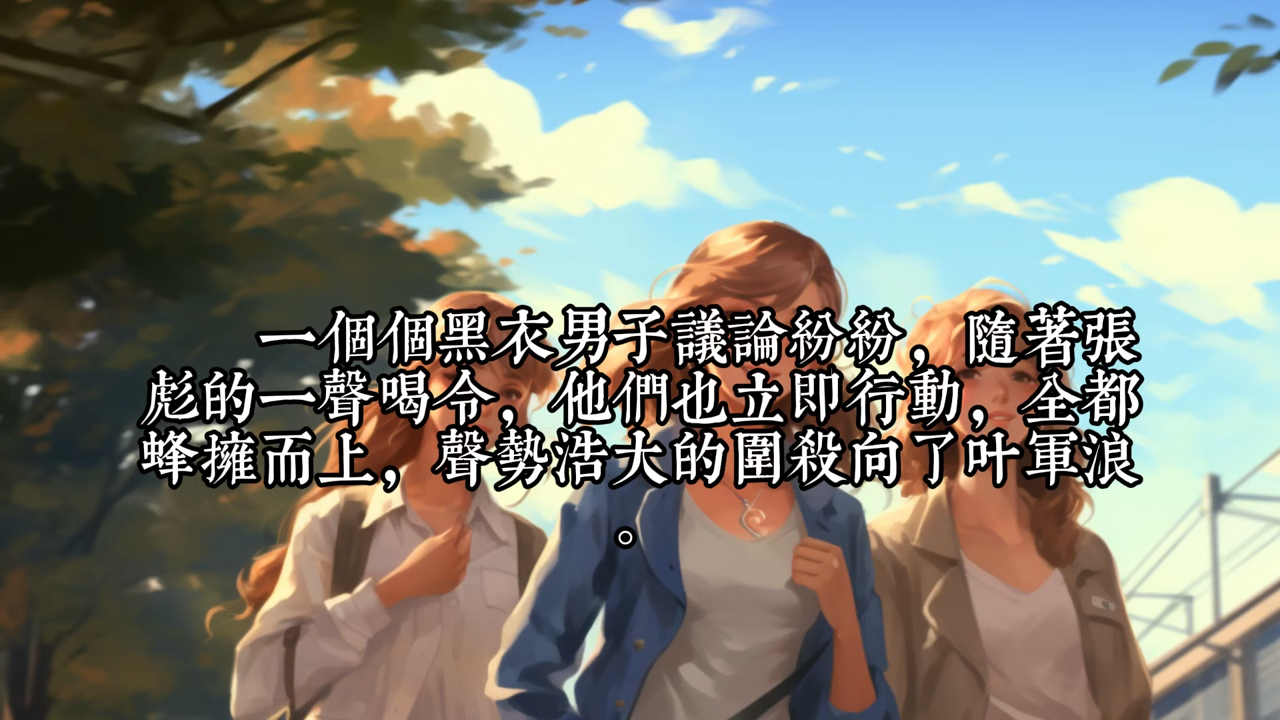 一個個黑衣男子議論紛紛，隨著張
彪的一聲喝令，他們也立即行動，全都
蜂擁而上，聲勢浩大的圍殺向了叶軍浪
。